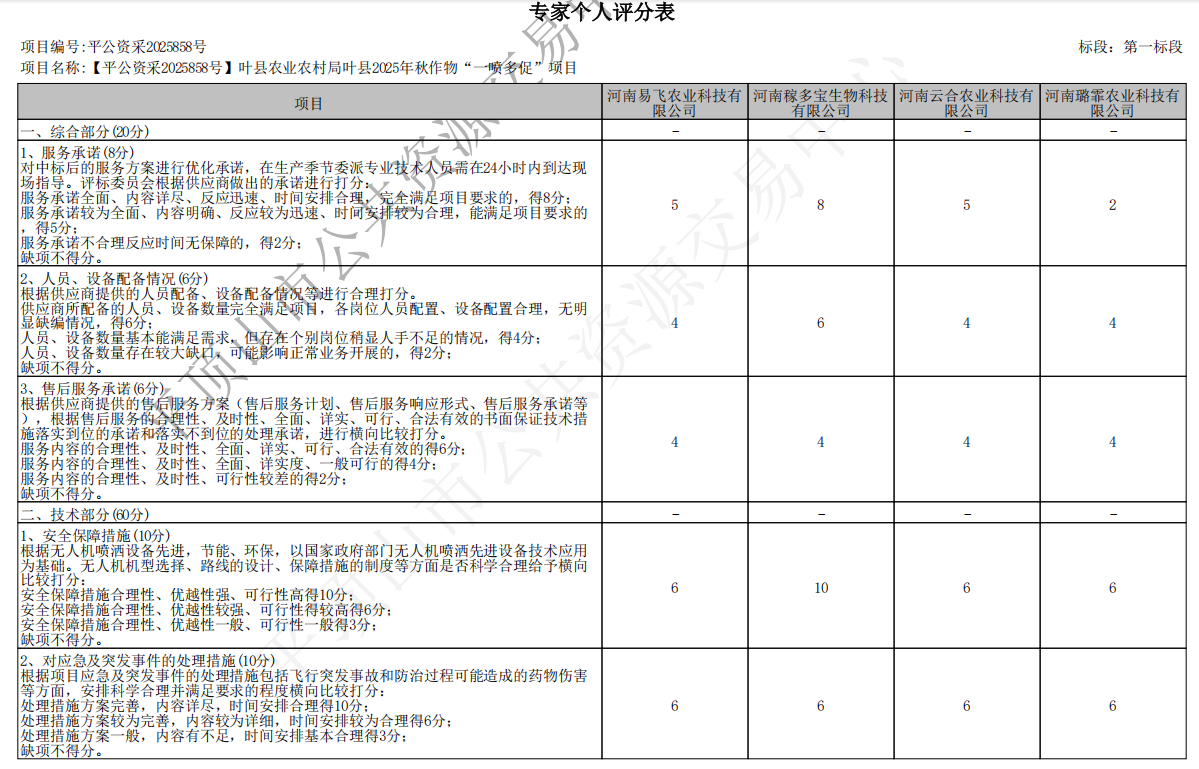 专家个人评分表
项目编号:平公资采2025858号
标段: 第一标段
项目名称:【平公资采2025858号】叶县农业农村局叶县2025年秋作物“一喷多促”项目
项目
河南易飞农业科技有
限公司
河南稼多宝生物科技
有限公司
河南云合农业科技有
限公司
河南璐霏农业科技有
限公司
一、综合部分(20分)
-
-
-
-
1、服务承诺(8分)
对中标后的服务方案进行优化承诺，在生产季节委派专业技术人员需在24小时内到达现
场指导。评标委员会根据供应商做出的承诺进行打分；
服务承诺全面、内容详尽、反应迅速、时间安排合理，完全满足项目要求的，得8分；
服务承诺较为全面、内容明确、反应较为迅速、时间安排较为合理，能满足项目要求的
，得5分；
服务承诺不合理反应时间无保障的，得2分；
缺项不得分。
5
8
5
2
2、人员、设备配备情况(6分)
根据供应商提供的人员配备、设备配备情况等进行合理打分。
供应商所配备的人员、设备数量完全满足项目，各岗位人员配置、设备配置合理，无明
显缺编情况，得6分；
人员、设备数量基本能满足需求，但存在个别岗位稍显人手不足的情况，得4分；
人员、设备数量存在较大缺口，可能影响正常业务开展的，得2分；
缺项不得分。
4
6
4
4
3、售后服务承诺(6分)
根据供应商提供的售后服务方案（售后服务计划、售后服务响应形式、售后服务承诺等
），根据售后服务的合理性、及时性、全面、详实、可行、合法有效的书面保证技术措
施落实到位的承诺和落实不到位的处理承诺，进行横向比较打分。
服务内容的合理性、及时性、全面、详实、可行、合法有效的得6分；
服务内容的合理性、及时性、全面、详实度、一般可行的得4分；
服务内容的合理性、及时性、可行性较差的得2分；
缺项不得分。
4
4
4
4
二、技术部分(60分)
-
-
-
-
1、安全保障措施(10分)
根据无人机喷洒设备先进，节能、环保，以国家政府部门无人机喷洒先进设备技术应用
为基础。无人机机型选择、路线的设计、保障措施的制度等方面是否科学合理给予横向
比较打分：
安全保障措施合理性、优越性强、可行性高得10分；
安全保障措施合理性、优越性较强、可行性得较高得6分；
安全保障措施合理性、优越性一般、可行性一般得3分；
缺项不得分。
6
10
6
6
2、对应急及突发事件的处理措施(10分)
根据项目应急及突发事件的处理措施包括飞行突发事故和防治过程可能造成的药物伤害
等方面，安排科学合理并满足要求的程度横向比较打分：
处理措施方案完善，内容详尽，时间安排合理得10分；
处理措施方案较为完善，内容较为详细，时间安排较为合理得6分；
处理措施方案一般，内容有不足，时间安排基本合理得3分；
缺项不得分。
6
6
6
6
平顶山市公共资源交易中
平顶山市公共资源交易中心